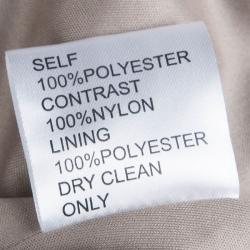 SELF
100%POLYESTER
CONTRAST
100%NYLON
LINING
100%POLYESTER
DRY CLEAN
ONLY